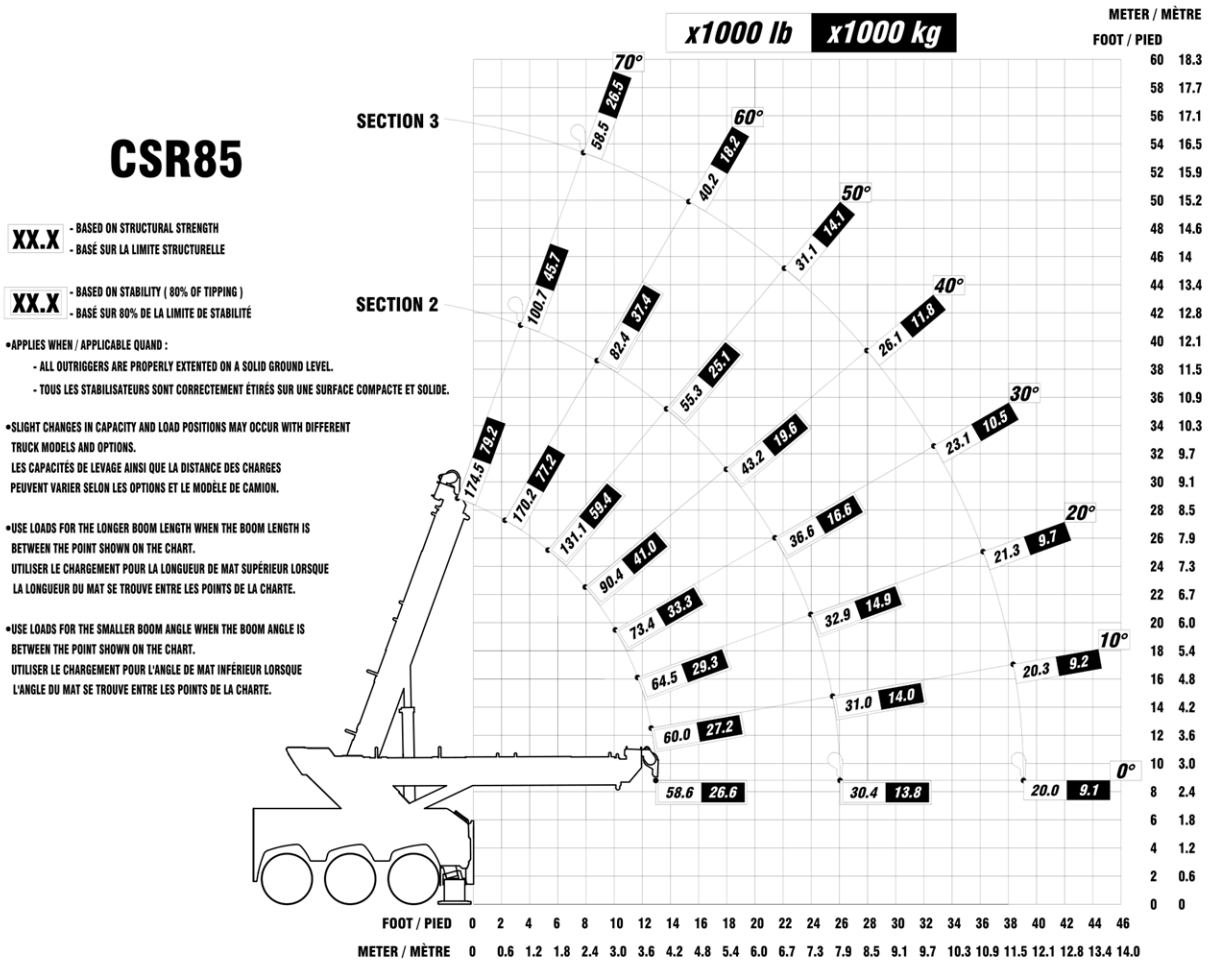 x1000 lb x1000 kg
METER / MÈTRE
FOOT / PIED
CSR85
XX.X - BASED ON STRUCTURAL STRENGTH
- BASÉ SUR LA LIMITE STRUCTURELLE
XX.X - BASED ON STABILITY ( 80% OF TIPPING )
- BASÉ SUR 80% DE LA LIMITE DE STABILITÉ
•APPLIES WHEN / APPLICABLE QUAND :
- ALL OUTRIGGERS ARE PROPERLY EXTENTED ON A SOLID GROUND LEVEL.
- TOUS LES STABILISATEURS SONT CORRECTEMENT ÉTIRÉS SUR UNE SURFACE COMPACTE ET SOLIDE.
•SLIGHT CHANGES IN CAPACITY AND LOAD POSITIONS MAY OCCUR WITH DIFFERENT
TRUCK MODELS AND OPTIONS.
LES CAPACITÉS DE LEVAGE AINSI QUE LA DISTANCE DES CHARGES
PEUVENT VARIER SELON LES OPTIONS ET LE MODÈLE DE CAMION.
•USE LOADS FOR THE LONGER BOOM LENGTH WHEN THE BOOM LENGTH IS
BETWEEN THE POINT SHOWN ON THE CHART.
UTILISER LE CHARGEMENT POUR LA LONGUEUR DE MAT SUPÉRIEUR LORSQUE
LA LONGUEUR DU MAT SE TROUVE ENTRE LES POINTS DE LA CHARTE.
•USE LOADS FOR THE SMALLER BOOM ANGLE WHEN THE BOOM ANGLE IS
BETWEEN THE POINT SHOWN ON THE CHART.
UTILISER LE CHARGEMENT POUR L'ANGLE DE MAT INFÉRIEUR LORSQUE
L'ANGLE DU MAT SE TROUVE ENTRE LES POINTS DE LA CHARTE.
SECTION 3
SECTION 2
70°
58.5 26.5
100.7 45.7
174.5 79.2
60°
40.2 18.2
82.4 37.4
170.2 77.2
50°
31.1 14.1
55.3 25.1
131.1 59.4
40°
26.1 11.8
43.2 19.6
90.4 41.0
30°
23.1 10.5
36.6 16.6
73.4 33.3
20°
21.3 9.7
32.9 14.9
64.5 29.3
10°
20.3 9.2
31.0 14.0
60.0 27.2
0°
20.0 9.1
30.4 13.8
58.6 26.6
60 18.3
58 17.7
56 17.1
54 16.5
52 15.9
50 15.2
48 14.6
46 14
44 13.4
42 12.8
40 12.1
38 11.5
36 10.9
34 10.3
32 9.7
30 9.1
28 8.5
26 7.9
24 7.3
22 6.7
20 6.0
18 5.4
16 4.8
14 4.2
12 3.6
10 3.0
8 2.4
6 1.8
4 1.2
2 0.6
0 0
FOOT / PIED 0 2 4 6 8 10 12 14 16 18 20 22 24 26 28 30 32 34 36 38 40 42 44 46
METER / MÈTRE 0 0.6 1.2 1.8 2.4 3.0 3.6 4.2 4.8 5.4 6.0 6.7 7.3 7.9 8.5 9.1 9.7 10.3 10.9 11.5 12.1 12.8 13.4 14.0